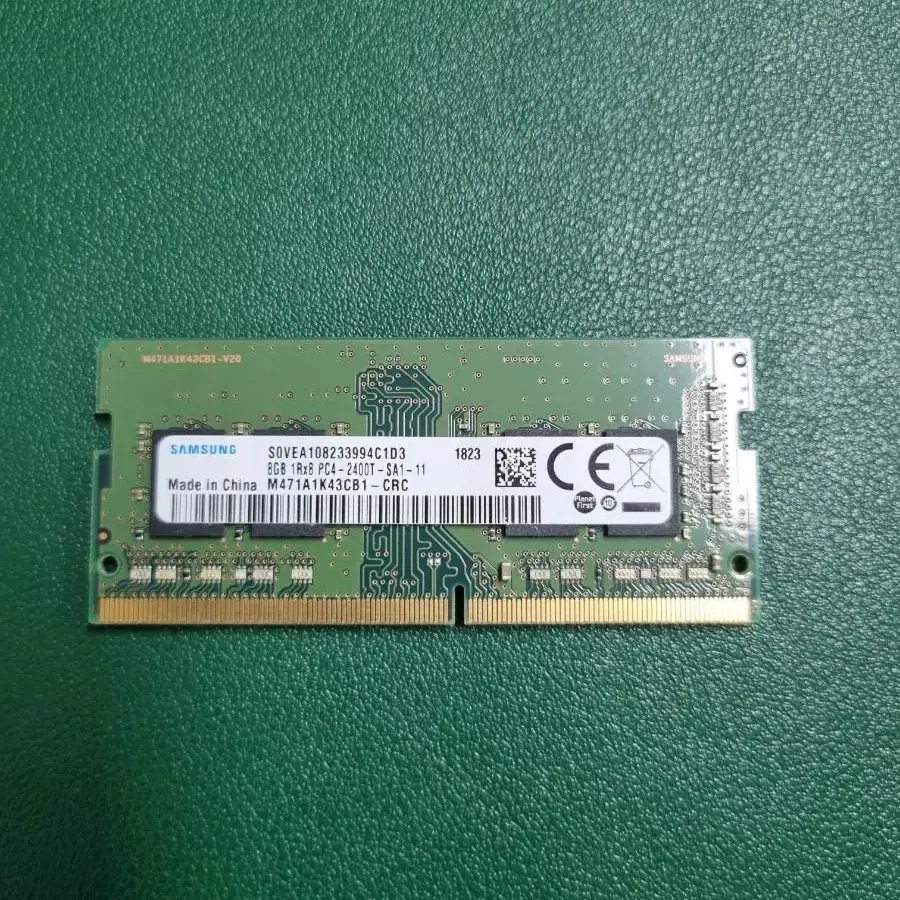 M471A1K43CB1-V20
SAMSUNG
SAMSUNG
S0VEA108233994C1D3
1823
8GB 1Rx8 PC4-2400T-SA1-11
Made in China
M471A1K43CB1-CRC
CE
Planet
First
10